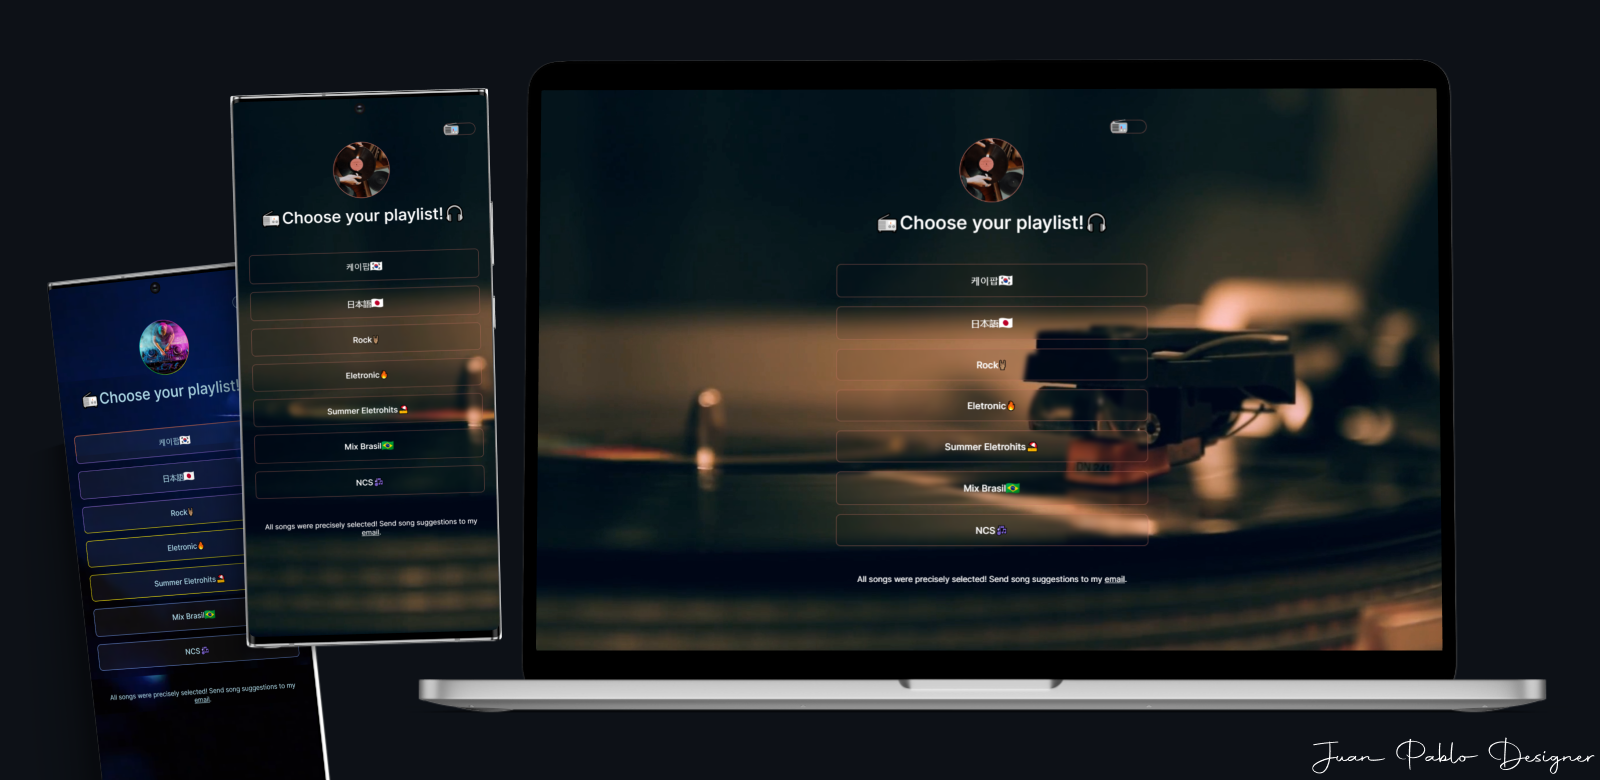 📻Choose your playlist!
케이팝🇰🇷
日本語🇯🇵
Rock🤘
Eletronic🔥
Summer Eletrohits🏖️
Mix Brasil🇧🇷
NCS🎶
All songs were precisely selected! Send song suggestions to my
email.
📻Choose your playlist!🎧
케이팝🇰🇷
日本語🇯🇵
Rock🤘
Eletronic🔥
Summer Eletrohits🏖️
Mix Brasil🇧🇷
NCS🎶
All songs were precisely selected! Send song suggestions to my
email.
📻Choose your playlist!🎧
케이팝🇰🇷
日本語🇯🇵
Rock🤘
Eletronic🔥
Summer Eletrohits🏖️
Mix Brasil🇧🇷
NCS🎶
All songs were precisely selected! Send song suggestions to my email.
Juan Pablo Designer